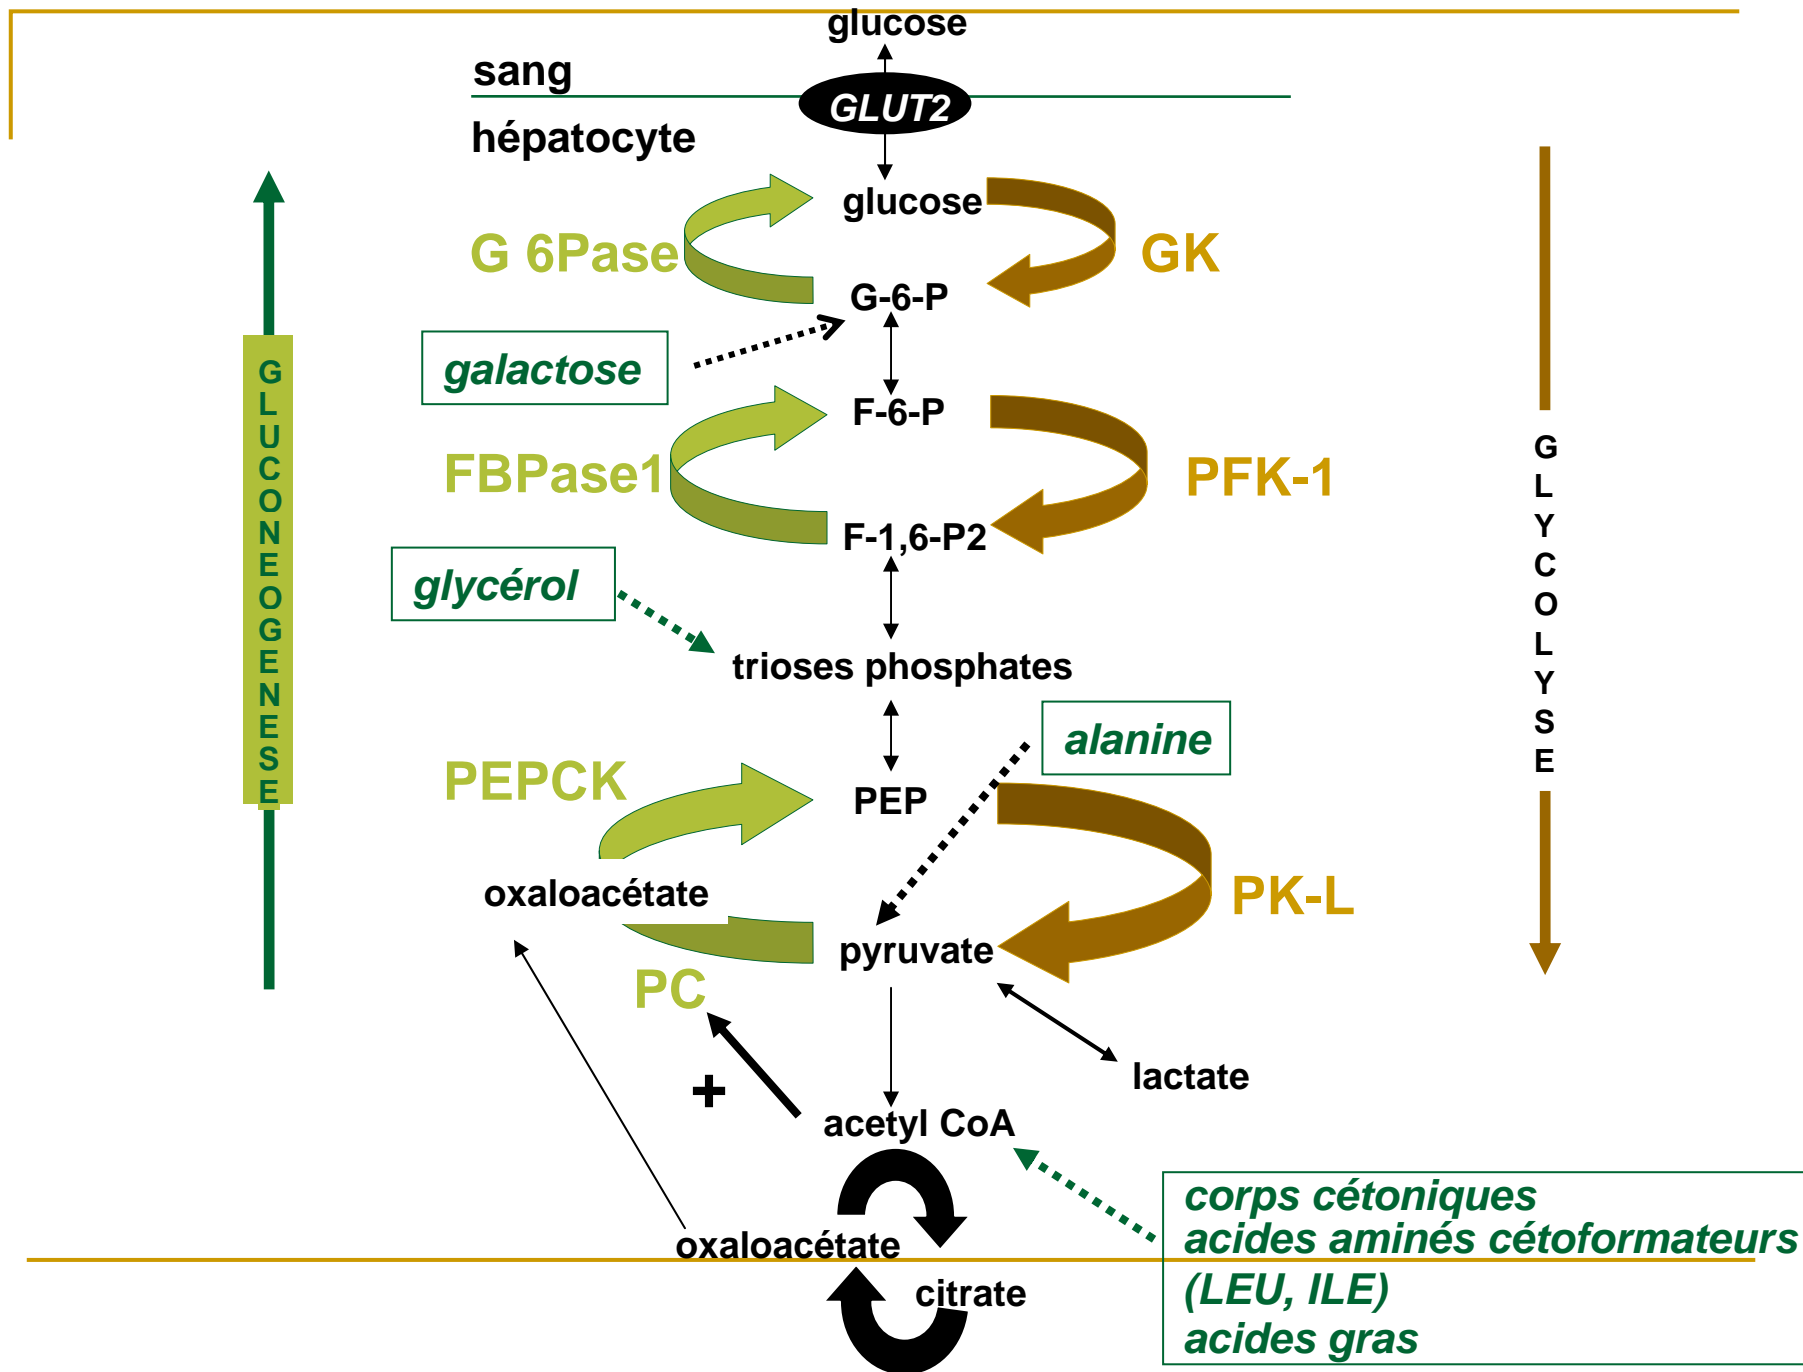 glucose
sang
GLUT2
hépatocyte
glucose
G 6Pase
GK
G-6-P
galactose
F-6-P
FBPase1
PFK-1
F-1,6-P2
glycérol
trioses phosphates
alanine
PEPCK
PEP
oxaloacétate
PK-L
pyruvate
PC
lactate
+
acetyl CoA
oxaloacétate
citrate
corps cétoniques
acides aminés cétoformateurs
(LEU, ILE)
acides gras
GLUCONEOGENESE
GLYCOLYSE